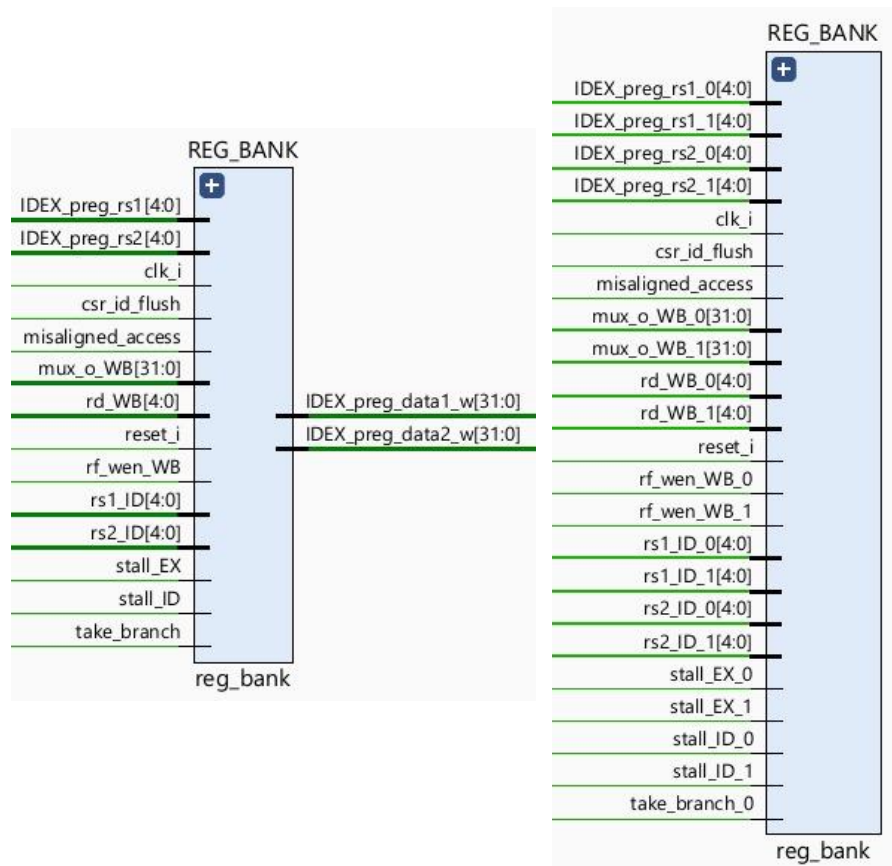 REG_BANK
IDEX_preg_rs1[4:0]
IDEX_preg_rs2[4:0]
clk_i
csr_id_flush
misaligned_access
mux_o_WB[31:0]
rd_WB[4:0]
reset_i
rf_wen_WB
rs1_ID[4:0]
rs2_ID[4:0]
stall_EX
stall_ID
take_branch
IDEX_preg_data1_w[31:0]
IDEX_preg_data2_w[31:0]
reg_bank
REG_BANK
IDEX_preg_rs1_0[4:0]
IDEX_preg_rs1_1[4:0]
IDEX_preg_rs2_0[4:0]
IDEX_preg_rs2_1[4:0]
clk_i
csr_id_flush
misaligned_access
mux_o_WB_0[31:0]
mux_o_WB_1[31:0]
rd_WB_0[4:0]
rd_WB_1[4:0]
reset_i
rf_wen_WB_0
rf_wen_WB_1
rs1_ID_0[4:0]
rs1_ID_1[4:0]
rs2_ID_0[4:0]
rs2_ID_1[4:0]
stall_EX_0
stall_EX_1
stall_ID_0
stall_ID_1
take_branch_0
reg_bank